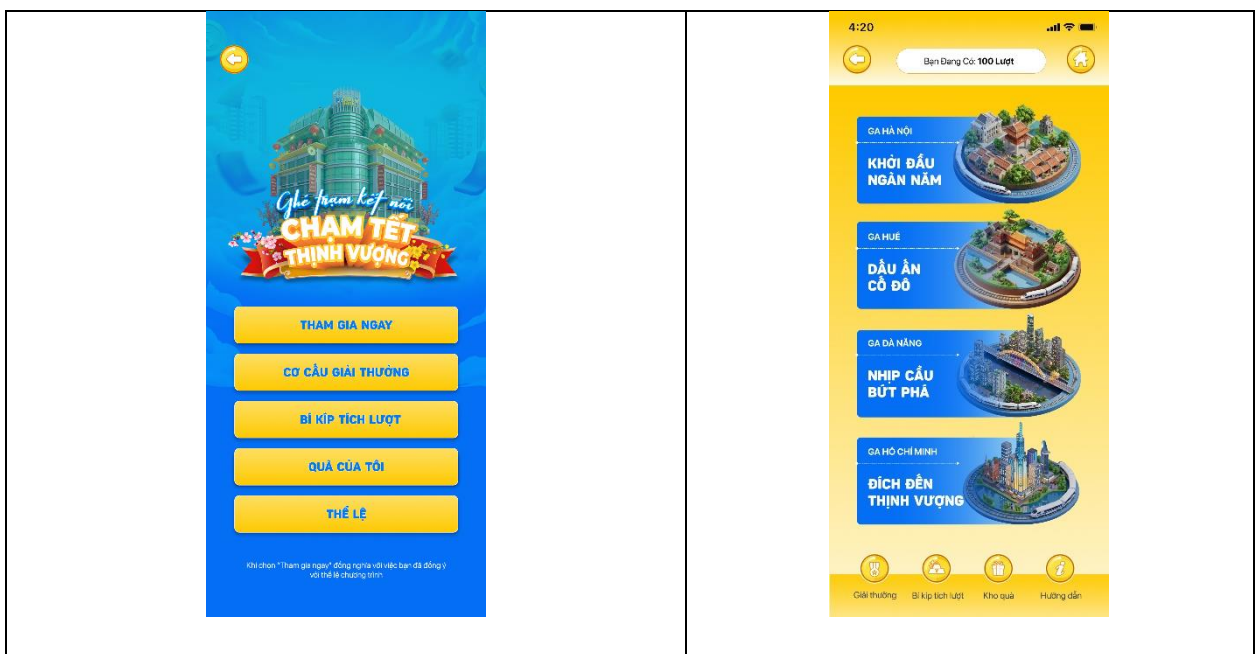 Ghé trạm kết nối
CHẠM TẾT
THỊNH VƯỢNG
THAM GIA NGAY
CƠ CẤU GIẢI THƯỞNG
BÍ KÍP TÍCH LƯỢT
QUÀ CỦA TÔI
THỂ LỆ
Khi chọn "Tham gia ngay" đồng nghĩa với việc bạn đã đồng ý
với thể lệ chương trình
4:20
Bạn Đang Có: 100 Lượt
GA HÀ NỘI
KHỞI ĐẦU
NGÀN NĂM
GA HUẾ
DẤU ẤN
CỐ ĐÔ
GA ĐÀ NẴNG
NHỊP CẦU
BỨT PHÁ
GA HỒ CHÍ MINH
ĐÍCH ĐẾN
THỊNH VƯỢNG
Giải thưởng Bí kíp tích lượt Kho quà Hướng dẫn